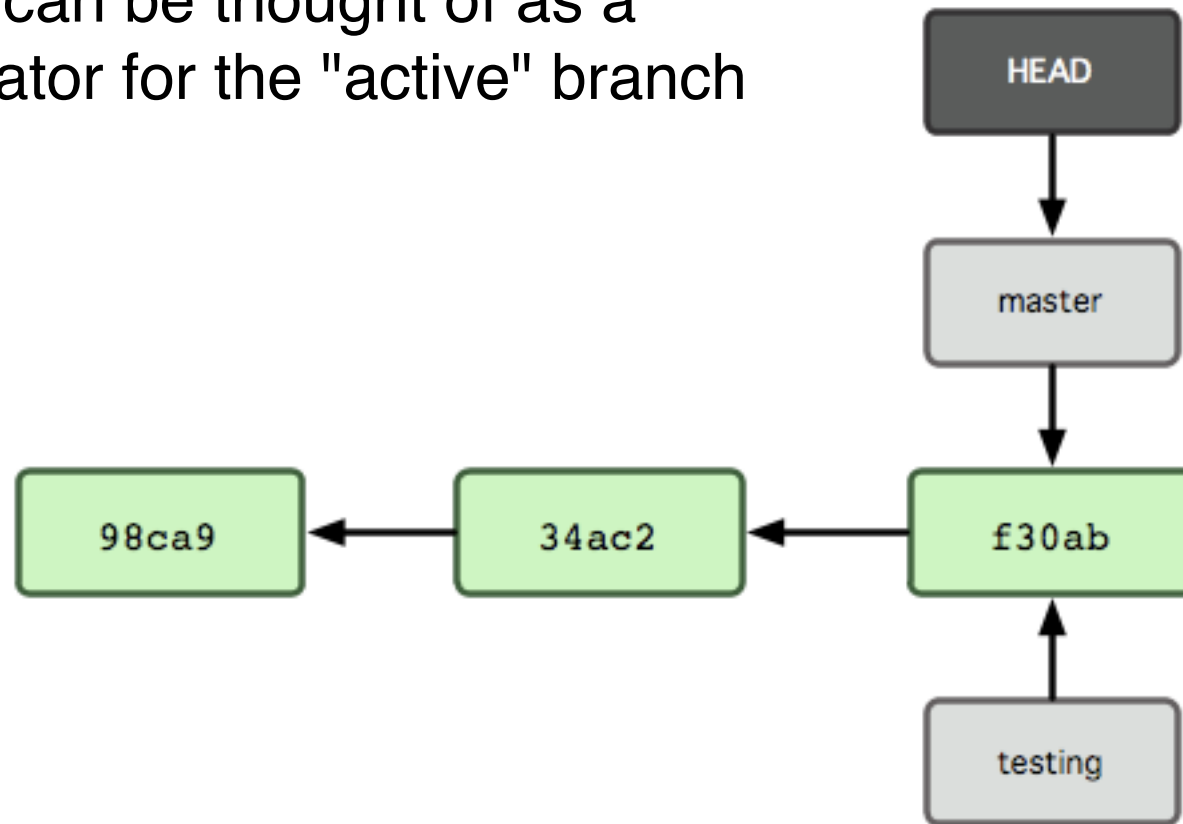 can be thought of as a
ator for the "active" branch
HEAD
master
98ca9
34ac2
f30ab
testing